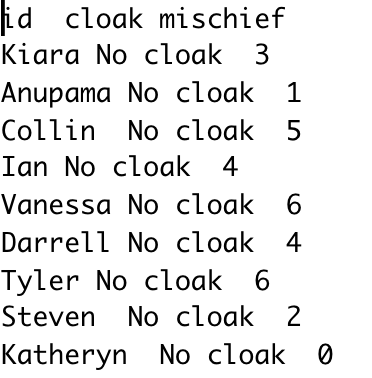 id  cloak mischief
Kiara No cloak  3
Anupama No cloak  1
Collin  No cloak  5
Ian No cloak  4
Vanessa No cloak  6
Darrell No cloak  4
Tyler No cloak  6
Steven  No cloak  2
Katheryn  No cloak  0